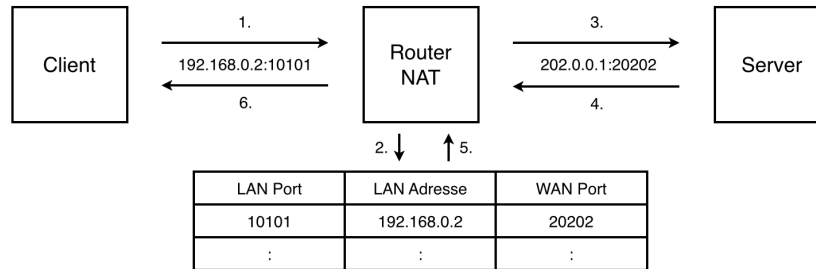 1.
3.
Client
192.168.0.2:10101
Router
NAT
202.0.0.1:20202
Server
6.
4.
2.
5.
LAN Port LAN Adresse WAN Port
10101 192.168.0.2 20202
: : :